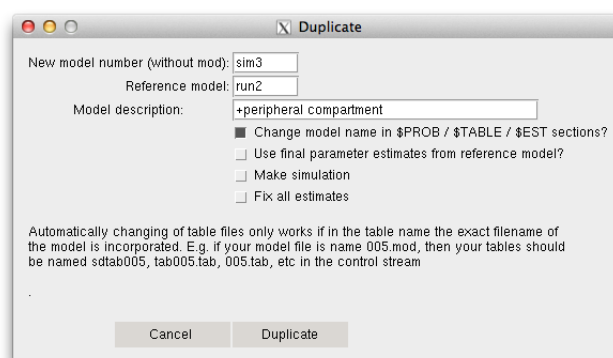 Duplicate
New model number (without mod): sim3
Reference model: run2
Model description: +peripheral compartment
Change model name in $PROB / $TABLE / $EST sections?
Use final parameter estimates from reference model?
Make simulation
Fix all estimates
Automatically changing of table files only works if in the table name the exact filename of
the model is incorporated. E.g. if your model file is name 005.mod, then your tables should
be named sdtab005, tab005.tab, 005.tab, etc in the control stream
.
Cancel Duplicate